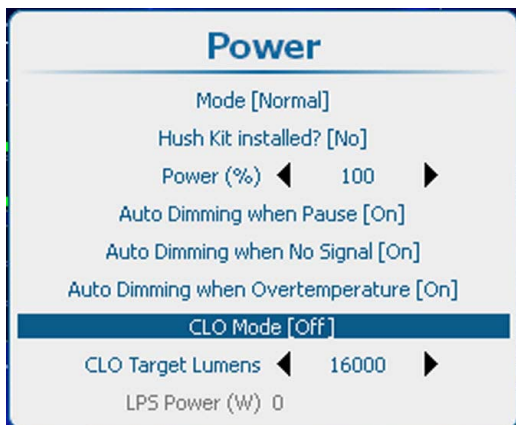 Power
Mode [Normal]
Hush Kit installed? [No]
Power (%) 100
Auto Dimming when Pause [On]
Auto Dimming when No Signal [On]
Auto Dimming when Overtemperature [On]
CLO Mode [Off]
CLO Target Lumens 16000
LPS Power (W) 0